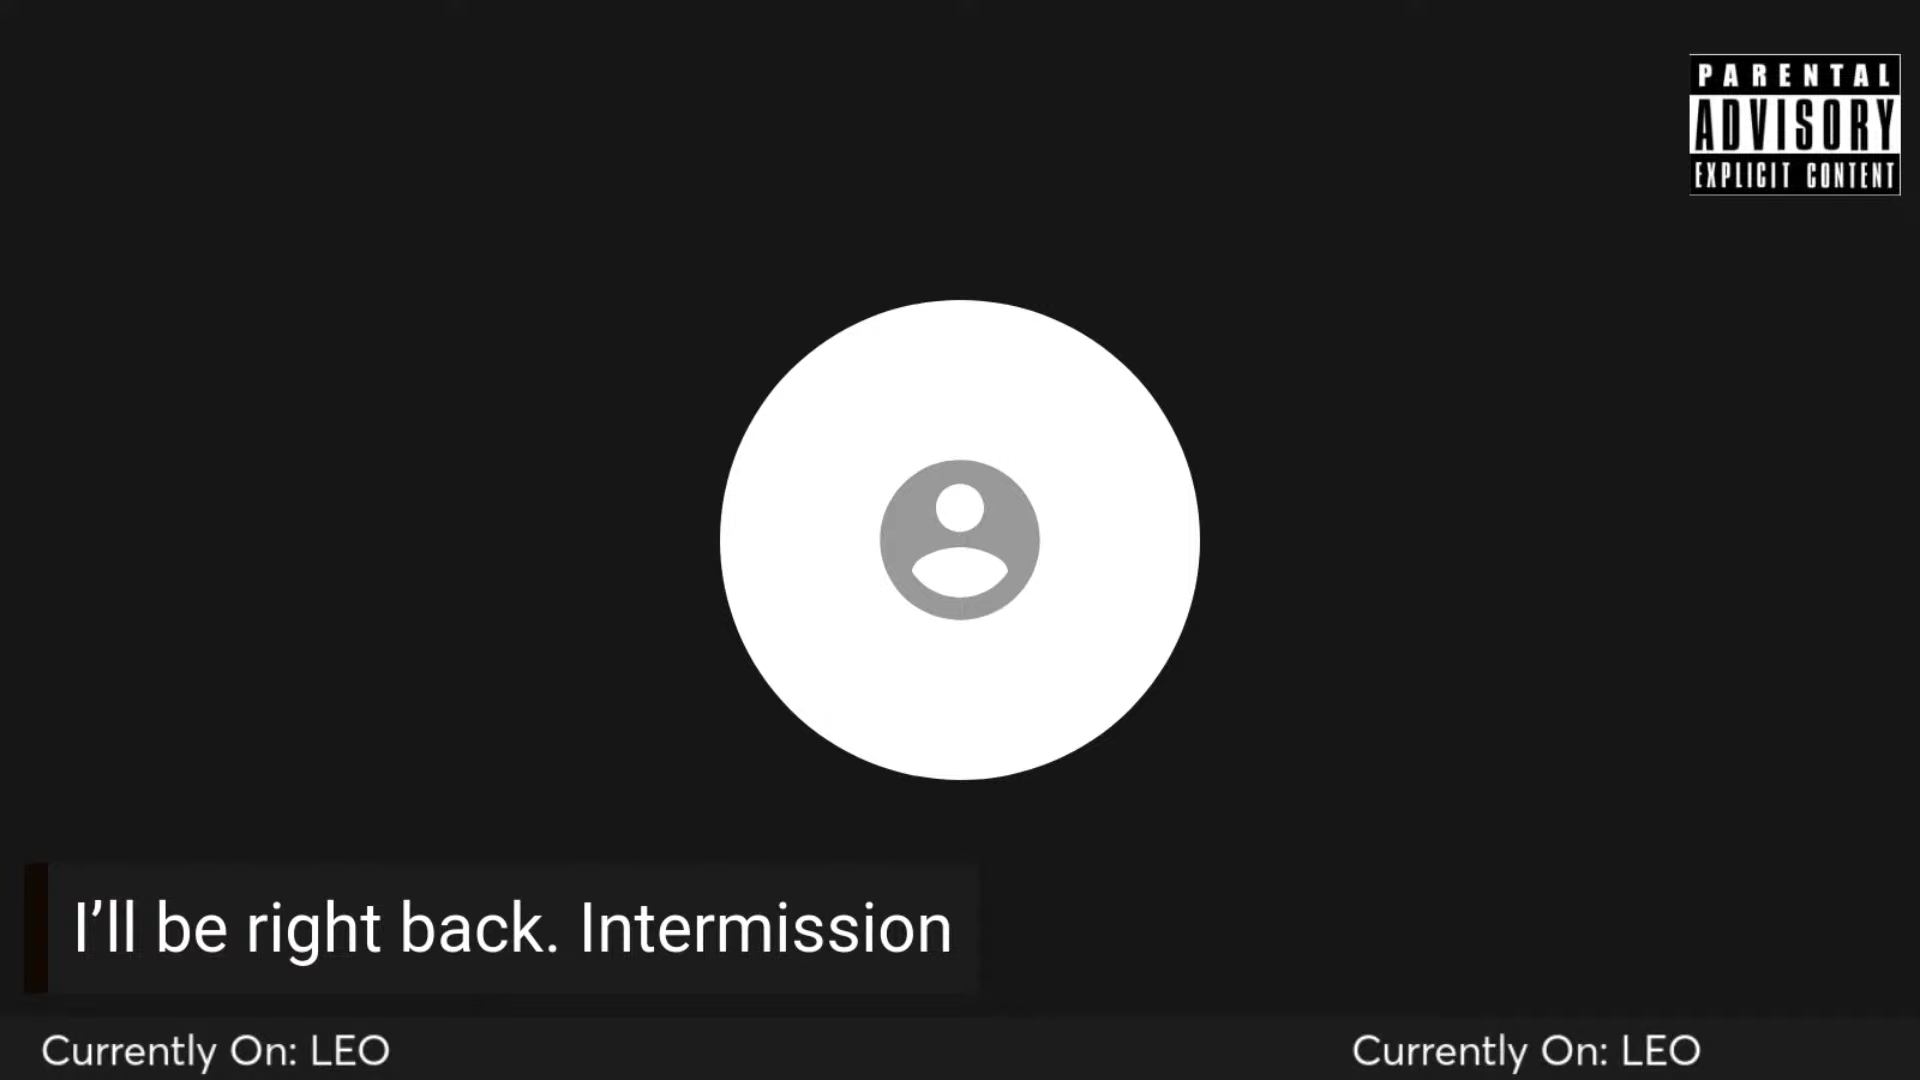 PARENTAL
ADVISORY
EXPLICIT CONTENT
I’ll be right back. Intermission
Currently On: LEO
Currently On: LEO